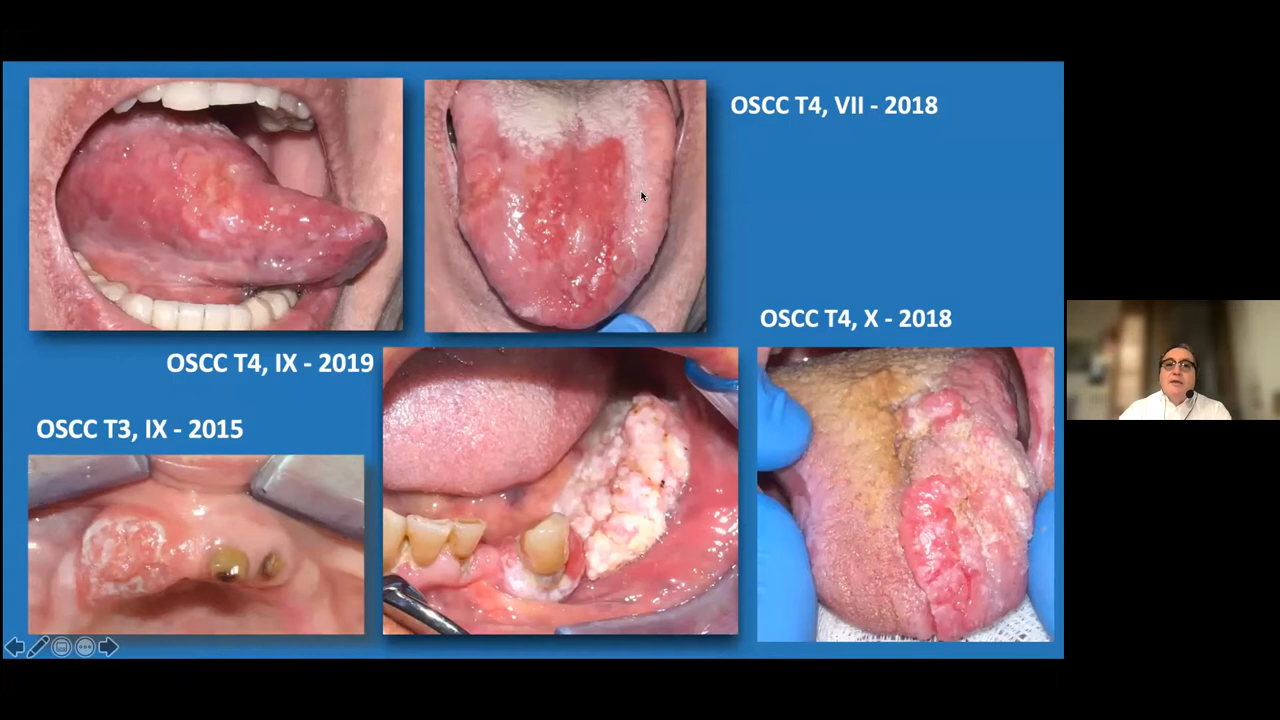 OSCC T4, VII - 2018
OSCC T4, X - 2018
OSCC T4, IX - 2019
OSCC T3, IX - 2015